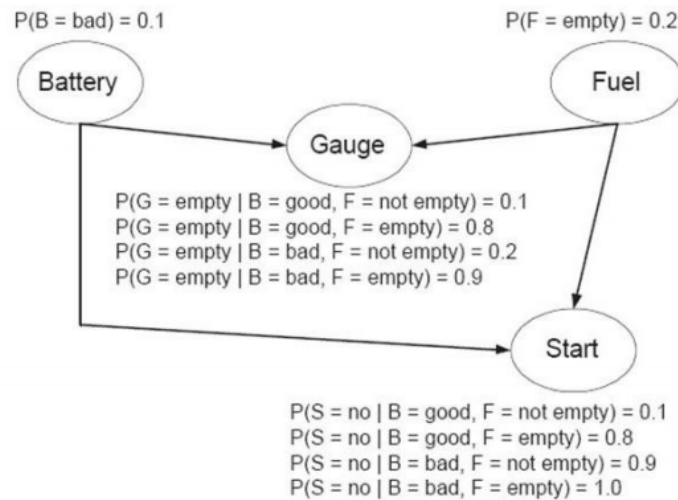 P(B = bad) = 0.1
P(F = empty) = 0.2
Battery
Fuel
Gauge
P(G = empty | B = good, F = not empty) = 0.1
P(G = empty | B = good, F = empty) = 0.8
P(G = empty | B = bad, F = not empty) = 0.2
P(G = empty | B = bad, F = empty) = 0.9
Start
P(S = no | B = good, F = not empty) = 0.1
P(S = no | B = good, F = empty) = 0.8
P(S = no | B = bad, F = not empty) = 0.9
P(S = no | B = bad, F = empty) = 1.0